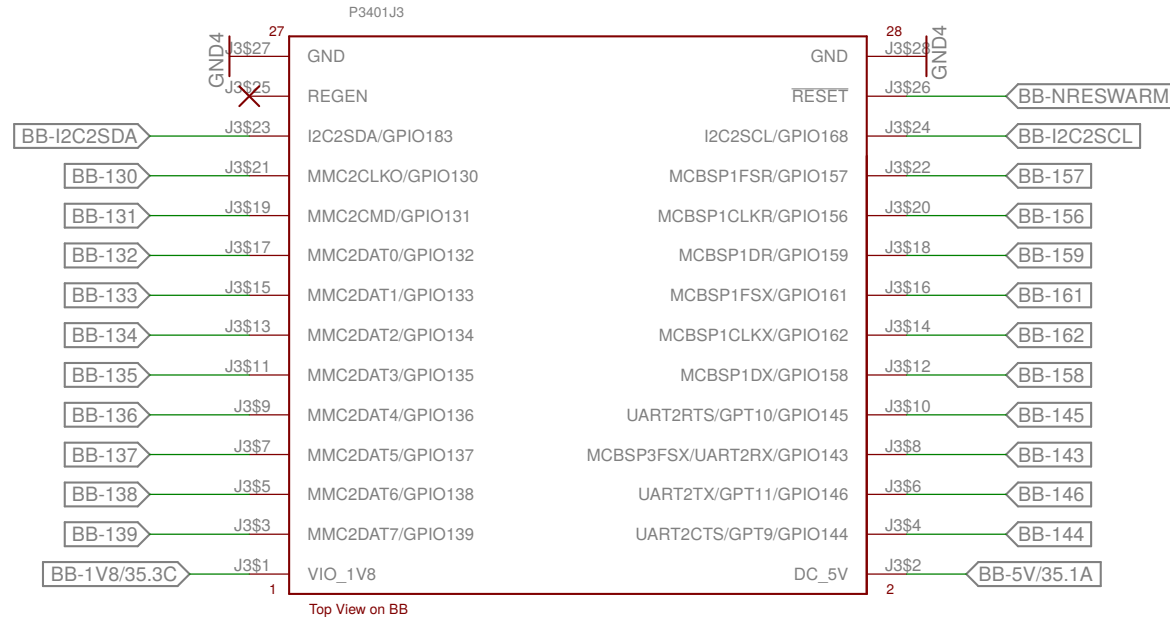 P3401J3
27 28
GND4 J3$27 GND GND J3$28 GND4
J3$25 REGEN RESET J3$26 BB-NRESWARM
BB-I2C2SDA J3$23 I2C2SDA/GPIO183 I2C2SCL/GPIO168 J3$24 BB-I2C2SCL
BB-130 J3$21 MMC2CLKO/GPIO130 MCBSP1FSR/GPIO157 J3$22 BB-157
BB-131 J3$19 MMC2CMD/GPIO131 MCBSP1CLKR/GPIO156 J3$20 BB-156
BB-132 J3$17 MMC2DAT0/GPIO132 MCBSP1DR/GPIO159 J3$18 BB-159
BB-133 J3$15 MMC2DAT1/GPIO133 MCBSP1FSX/GPIO161 J3$16 BB-161
BB-134 J3$13 MMC2DAT2/GPIO134 MCBSP1CLKX/GPIO162 J3$14 BB-162
BB-135 J3$11 MMC2DAT3/GPIO135 MCBSP1DX/GPIO158 J3$12 BB-158
BB-136 J3$9 MMC2DAT4/GPIO136 UART2RTS/GPT10/GPIO145 J3$10 BB-145
BB-137 J3$7 MMC2DAT5/GPIO137 MCBSP3FSX/UART2RX/GPIO143 J3$8 BB-143
BB-138 J3$5 MMC2DAT6/GPIO138 UART2TX/GPT11/GPIO146 J3$6 BB-146
BB-139 J3$3 MMC2DAT7/GPIO139 UART2CTS/GPT9/GPIO144 J3$4 BB-144
BB-1V8/35.3C J3$1 VIO_1V8 DC_5V J3$2 BB-5V/35.1A
1 2
Top View on BB